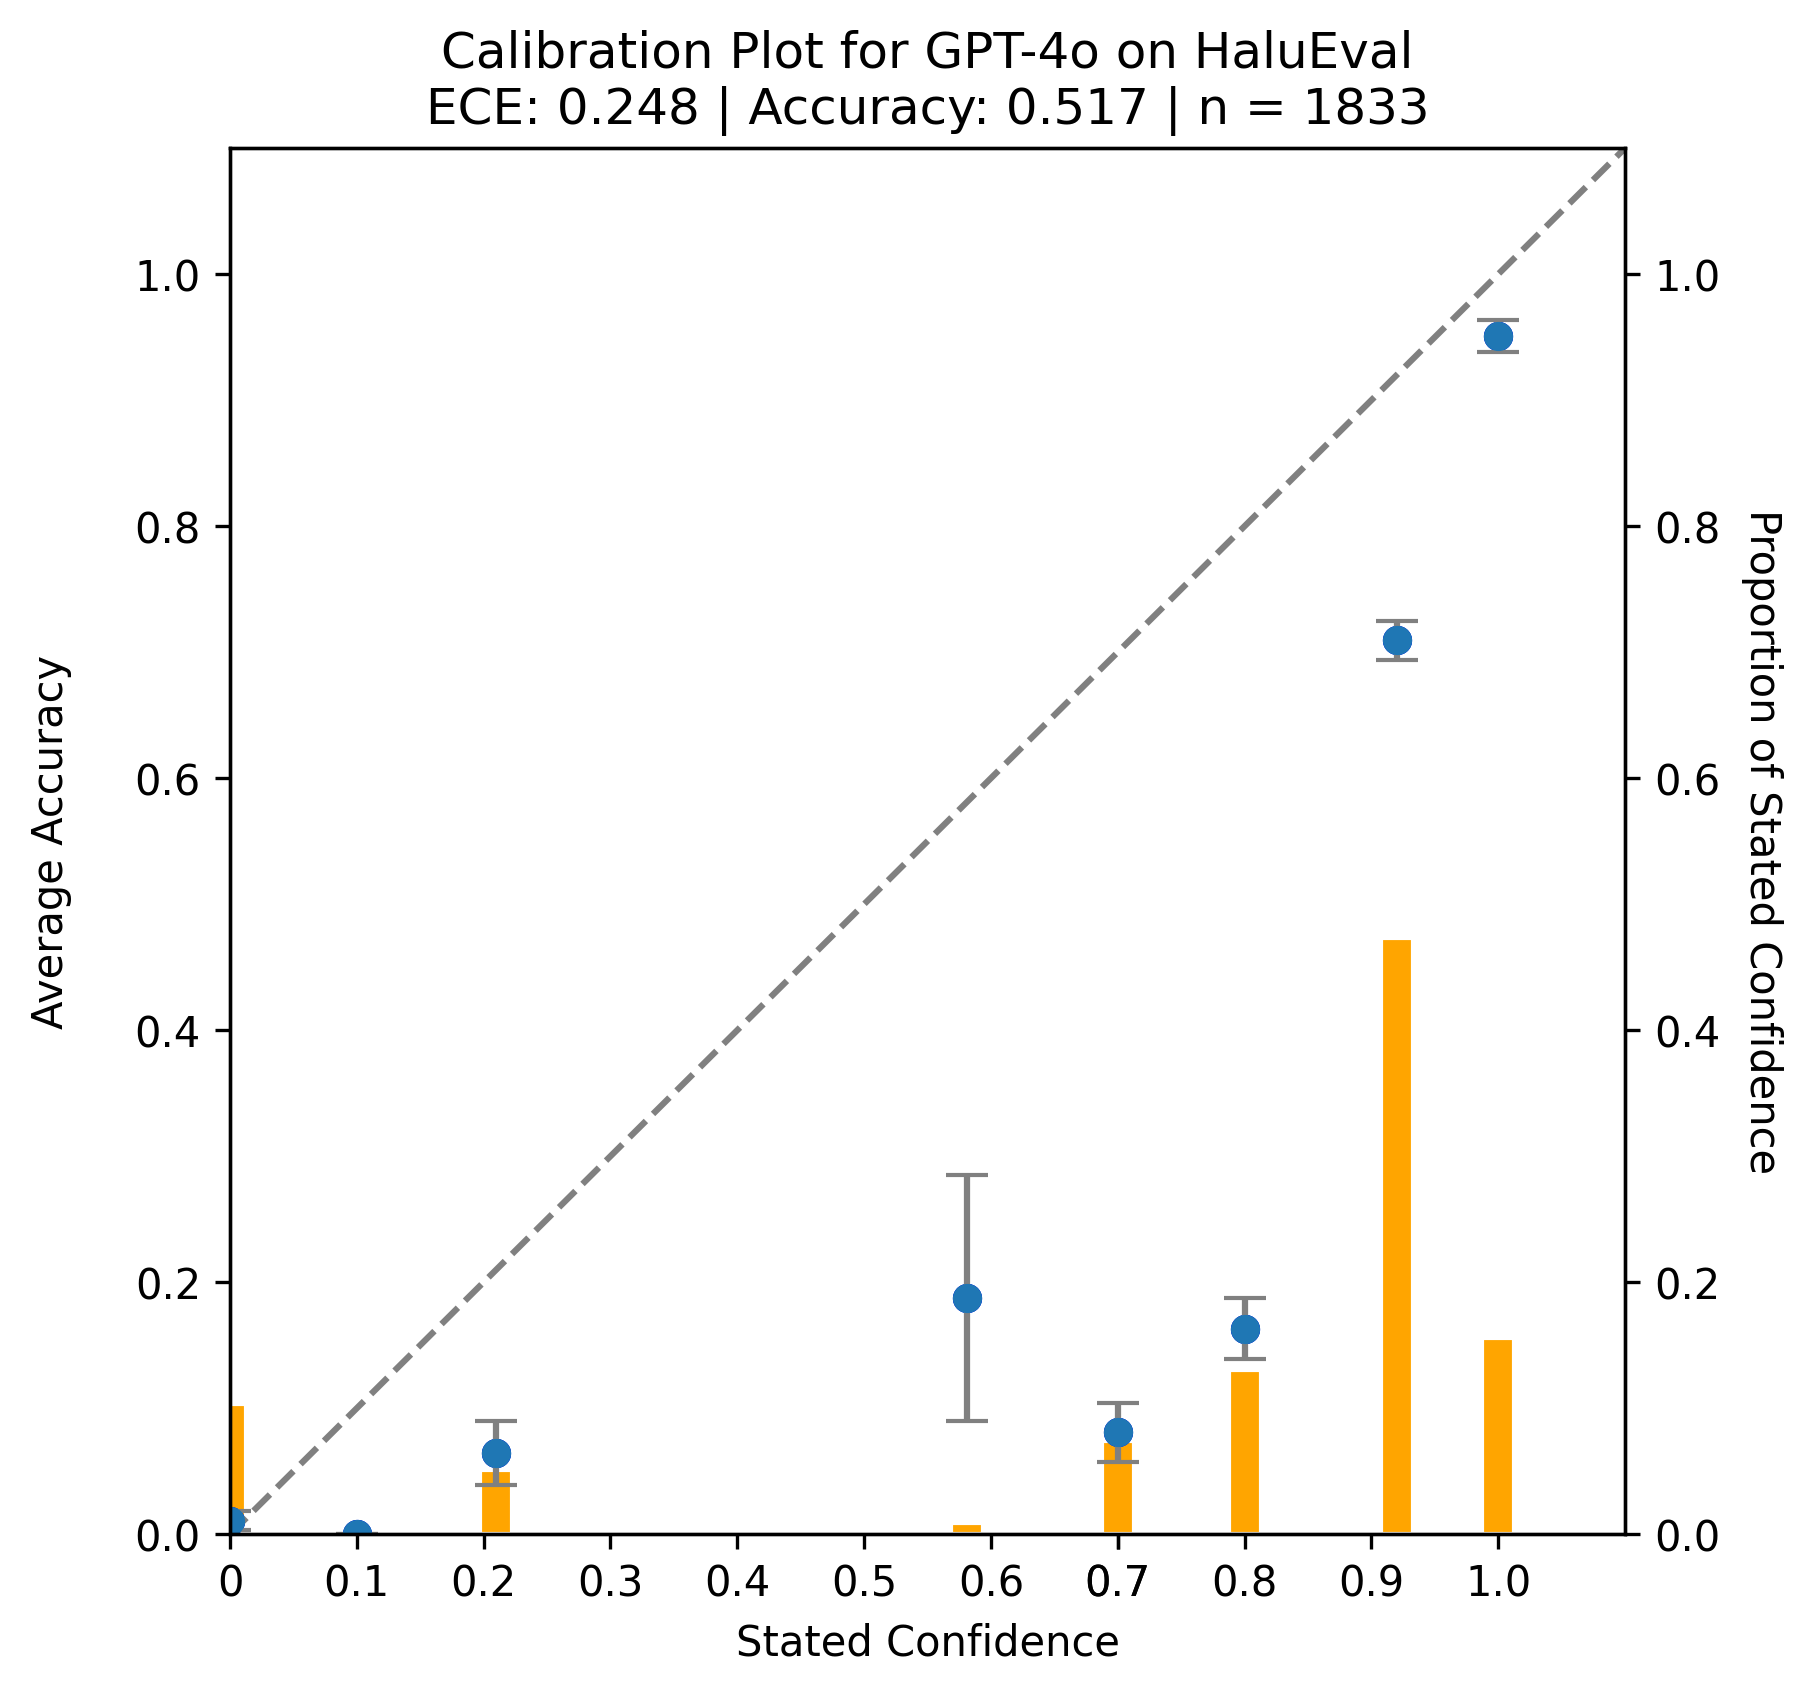 Calibration Plot for GPT-4o on HaluEval
ECE: 0.248 | Accuracy: 0.517 | n = 1833
Average Accuracy
1.0
0.8
0.6
0.4
0.2
0.0
1.0
0.8
0.6
0.4
0.2
0.0
Proportion of Stated Confidence
0 0.1 0.2 0.3 0.4 0.5 0.6 0.7 0.8 0.9 1.0
Stated Confidence